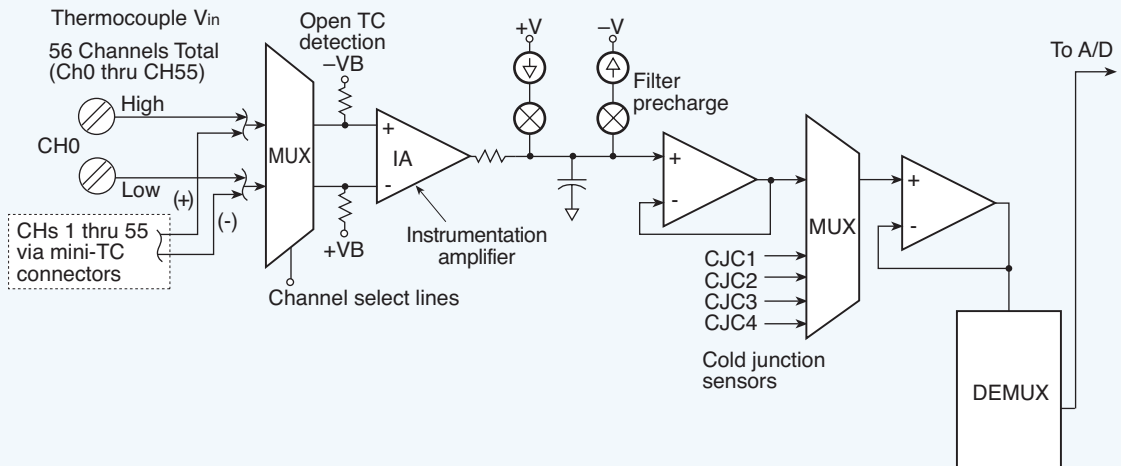 Thermocouple Vin
56 Channels Total
(Ch0 thru CH55)
High
CH0
Low
(+)
(-)
CHs 1 thru 55
via mini-TC
connectors
MUX
Channel select lines
Open TC
detection
–VB
+VB
+
IA
-
Instrumentation
amplifier
+V
–V
Filter
precharge
+
-
MUX
CJC1
CJC2
CJC3
CJC4
Cold junction
sensors
+
-
DEMUX
To A/D